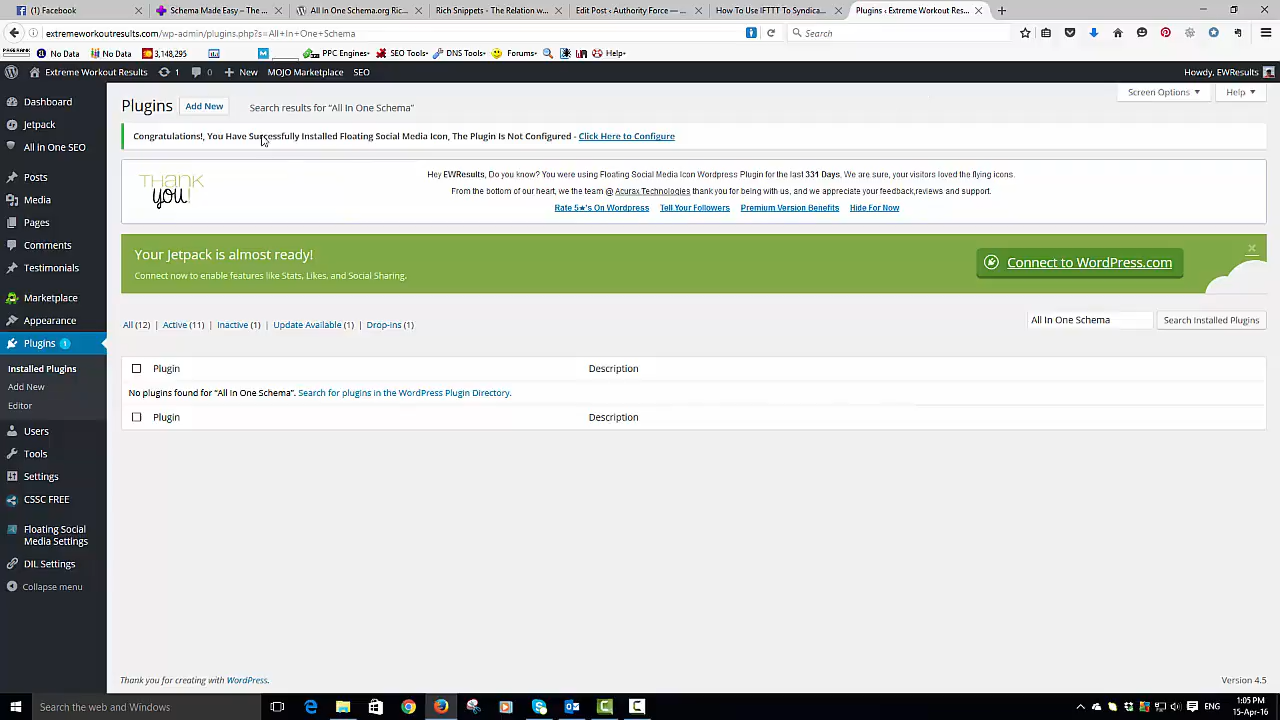 (1) Facebook
Schema Made Easy – The ...
All In One Schema.org Ric...
Rich Snippets - The Relation w...
Edit Post ‹ Authority Force — ...
How To Use IFTTT To Syndica...
Plugins ‹ Extreme Workout Res...
extremeworkoutresults.com/wp-admin/plugins.php?s=All+In+One+Schema
Search
No Data
No Data
3,148,295
PPC Engines-
SEO Tools-
DNS Tools-
Forums-
Help-
Extreme Workout Results
1
0
New
MOJO Marketplace
SEO
Howdy, EWResults
Dashboard
Jetpack
All in One SEO
Posts
Media
Pages
Comments
Testimonials
Marketplace
Appearance
Plugins 1
Installed Plugins
Add New
Editor
Users
Tools
Settings
CSSC FREE
Floating Social
Media Settings
DIL Settings
Collapse menu
Screen Options
Help
Plugins
Add New
Search results for “All In One Schema”
Congratulations!, You Have Successfully Installed Floating Social Media Icon, The Plugin Is Not Configured - Click Here to Configure
THANK
you!
Hey EWResults, Do you know? You were using Floating Social Media Icon Wordpress Plugin for the last 331 Days, We are sure, your visitors loved the flying icons.
From the bottom of our heart, we the team @ Acurax Technologies thank you for being with us, and we appreciate your feedback,reviews and support.
Rate 5★'s On Wordpress
Tell Your Followers
Premium Version Benefits
Hide For Now
Your Jetpack is almost ready!
Connect now to enable features like Stats, Likes, and Social Sharing.
Connect to WordPress.com
All (12) | Active (11) | Inactive (1) | Update Available (1) | Drop-ins (1)
All In One Schema
Search Installed Plugins
Plugin
Description
No plugins found for “All In One Schema”. Search for plugins in the WordPress Plugin Directory.
Plugin
Description
Thank you for creating with WordPress.
Version 4.5
Search the web and Windows
ENG
1:05 PM
15-Apr-16